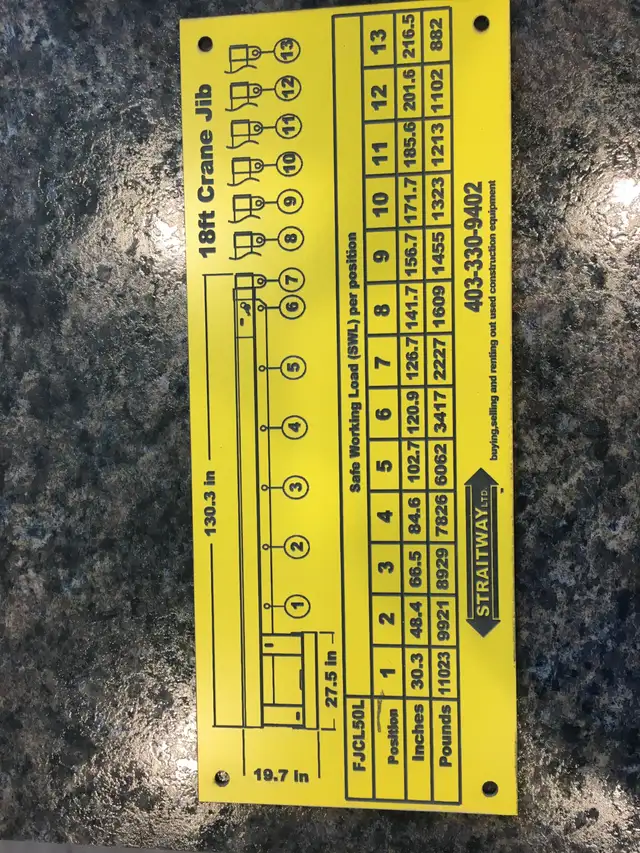 18ft Crane Jib
130.3 in
1 2 3 4 5 6 7 8 9 10 11 12 13
19.7 in
27.5 in
FJCL50L Safe Working Load (SWL) per position
Position 1 2 3 4 5 6 7 8 9 10 11 12 13
Inches 30.3 48.4 66.5 84.6 102.7 120.9 126.7 141.7 156.7 171.7 185.6 201.6 216.5
Pounds 11023 9921 8929 7826 6062 3417 2227 1609 1455 1323 1213 1102 882
STRAITWAY LTD.
403-330-9402
buying,selling and renting out used construction equipment